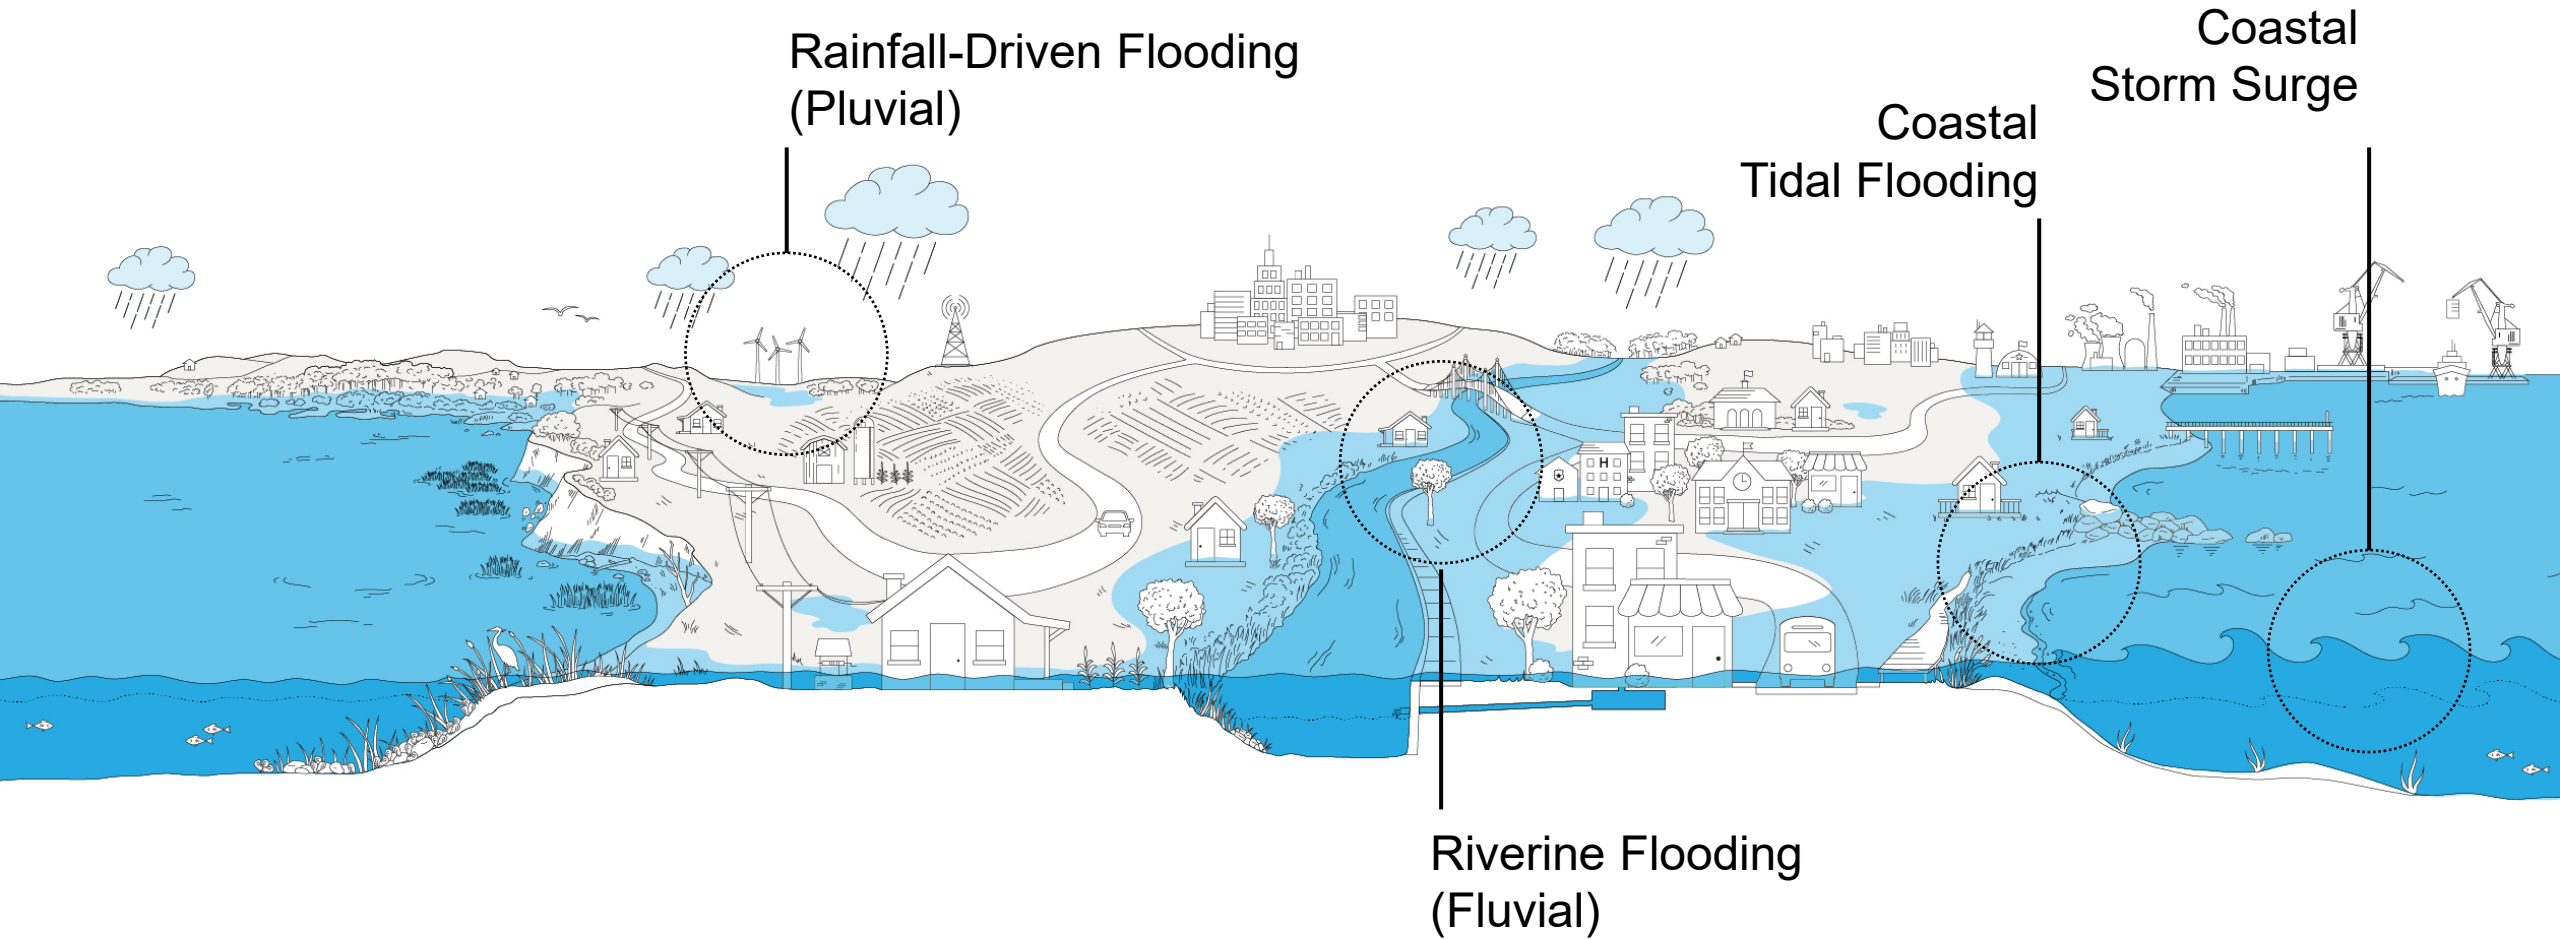 Rainfall-Driven Flooding
(Pluvial)
Coastal
Storm Surge
Coastal
Tidal Flooding
H
Riverine Flooding
(Fluvial)